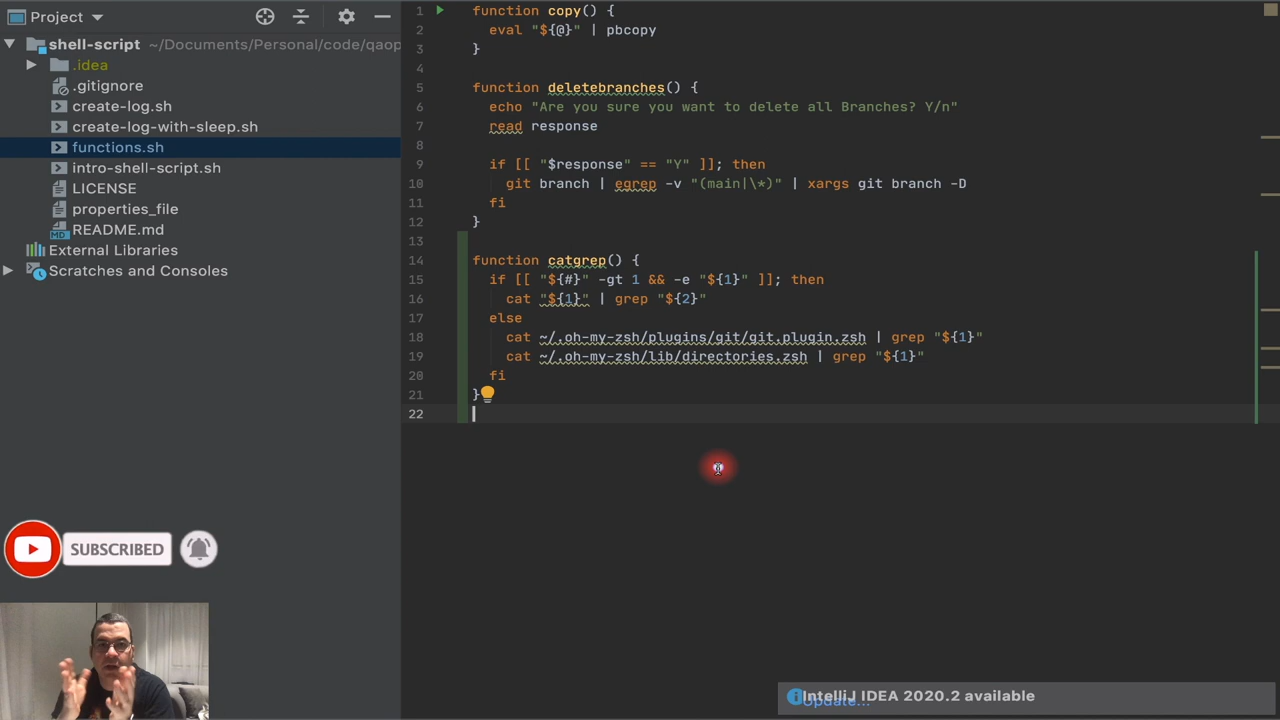 Project
shell-script ~/Documents/Personal/code/qaop
.idea
.gitignore
create-log.sh
create-log-with-sleep.sh
functions.sh
intro-shell-script.sh
LICENSE
properties_file
MD README.md
External Libraries
Scratches and Consoles
1 function copy() {
2 eval "${@}" | pbcopy
3 }
4
5 function deletebranches() {
6 echo "Are you sure you want to delete all Branches? Y/n"
7 read response
8
9 if [[ "$response" == "Y" ]]; then
10 git branch | egrep -v "(main|\*)" | xargs git branch -D
11 fi
12 }
13
14 function catgrep() {
15 if [[ "${#}" -gt 1 && -e "${1}" ]]; then
16 cat "${1}" | grep "${2}"
17 else
18 cat ~/.oh-my-zsh/plugins/git/git.plugin.zsh | grep "${1}"
19 cat ~/.oh-my-zsh/lib/directories.zsh | grep "${1}"
20 fi
21 }
22
SUBSCRIBED
IntelliJ IDEA 2020.2 available
Update...